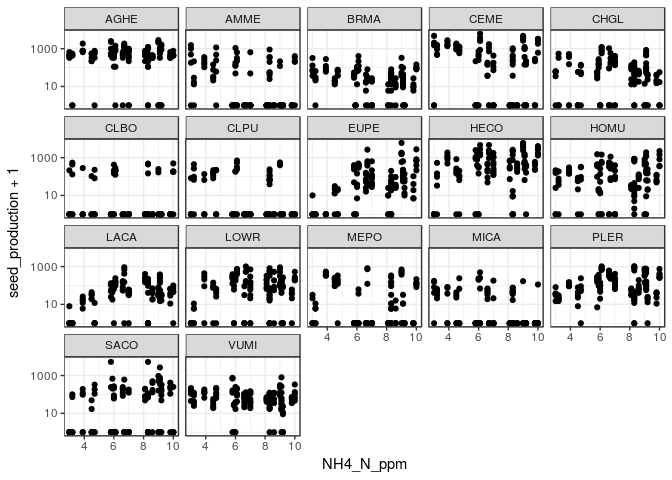 AGHE AMME BRMA CEME CHGL
1000
10
CLBO CLPU EUPE HECO HOMU
1000
10
LACA LOWR MEPO MICA PLER
1000
10
4 6 8 10 4 6 8 10 4 6 8 10
SACO VUMI
1000
10
4 6 8 10 4 6 8 10
NH4_N_ppm
seed_production + 1